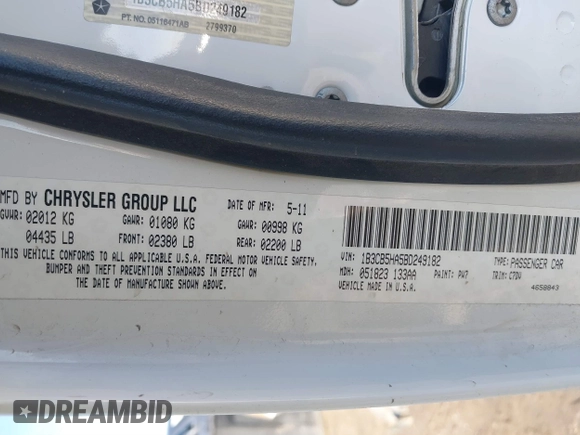 1B3CB5HA5BD249182
PT. NO. 05116471AB 2799370
MFD BY CHRYSLER GROUP LLC
DATE OF MFR: 5-11
GVWR: 02012 KG GAWR: 01080 KG GAWR: 00998 KG
04435 LB FRONT: 02380 LB REAR: 02200 LB
THIS VEHICLE CONFORMS TO ALL APPLICABLE U.S.A. FEDERAL MOTOR VEHICLE SAFETY,
BUMPER AND THEFT PREVENTION STANDARDS IN EFFECT ON
THE DATE OF MANUFACTURE SHOWN ABOVE.
VIN: 1B3CB5HA5BD249182 TYPE: PASSENGER CAR
MDH: 051823 133AA PAINT: PW7 TRIM: C7DV
VEHICLE MADE IN U.S.A. 4658843
DREAMBID